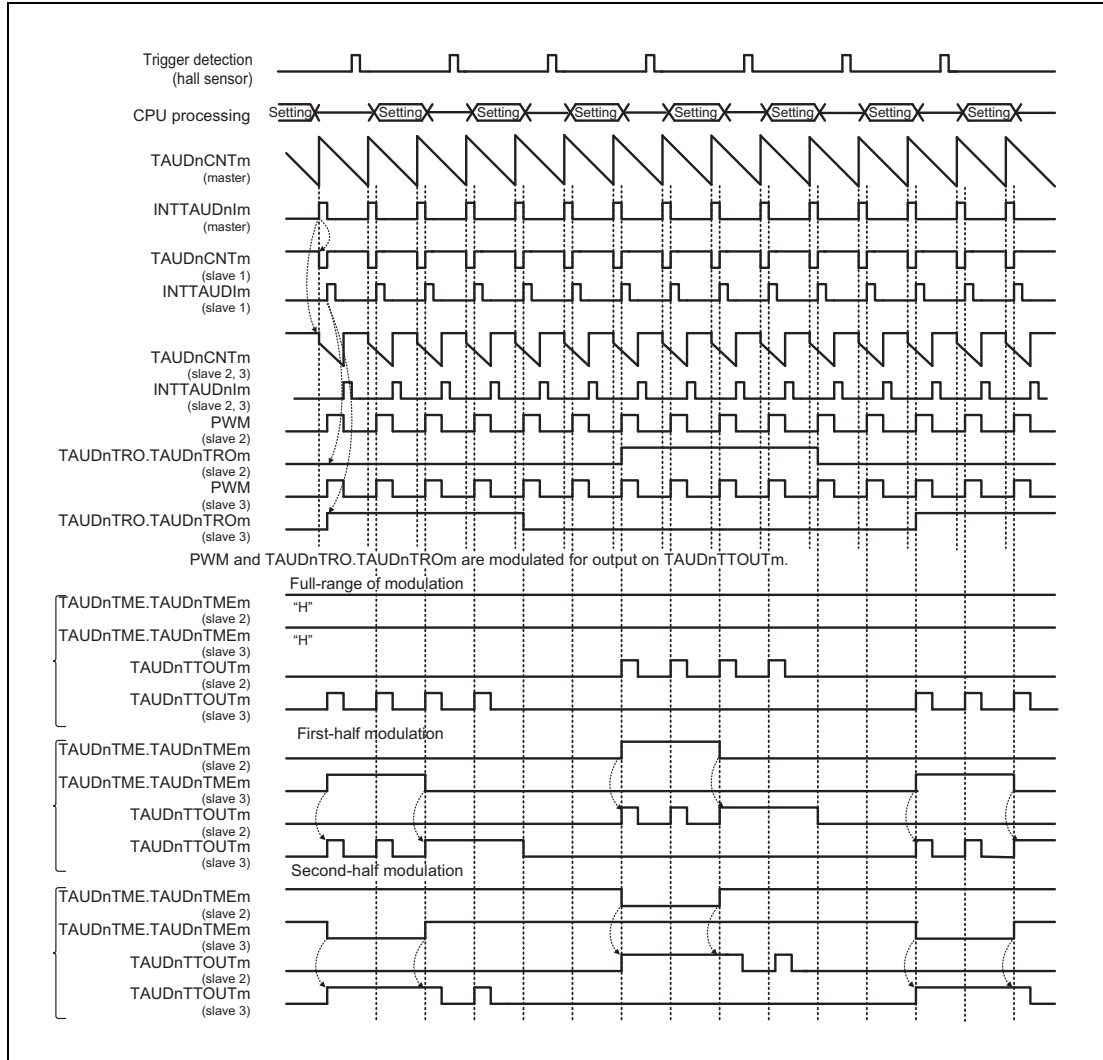 Trigger detection
(hall sensor)
CPU processing
Setting Setting Setting Setting Setting Setting Setting Setting
TAUDnCNTm
(master)
INTTAUDnIm
(master)
TAUDnCNTm
(slave 1)
INTTAUDIm
(slave 1)
TAUDnCNTm
(slave 2, 3)
INTTAUDnIm
(slave 2, 3)
PWM
(slave 2)
TAUDnTRO.TAUDnTROm
(slave 2)
PWM
(slave 3)
TAUDnTRO.TAUDnTROm
(slave 3)
PWM and TAUDnTRO.TAUDnTROm are modulated for output on TAUDnTTOUTm.
Full-range of modulation
TAUDnTME.TAUDnTMEm
(slave 2)
“H”
TAUDnTME.TAUDnTMEm
(slave 3)
“H”
TAUDnTTOUTm
(slave 2)
TAUDnTTOUTm
(slave 3)
First-half modulation
TAUDnTME.TAUDnTMEm
(slave 2)
TAUDnTME.TAUDnTMEm
(slave 3)
TAUDnTTOUTm
(slave 2)
TAUDnTTOUTm
(slave 3)
Second-half modulation
TAUDnTME.TAUDnTMEm
(slave 2)
TAUDnTME.TAUDnTMEm
(slave 3)
TAUDnTTOUTm
(slave 2)
TAUDnTTOUTm
(slave 3)